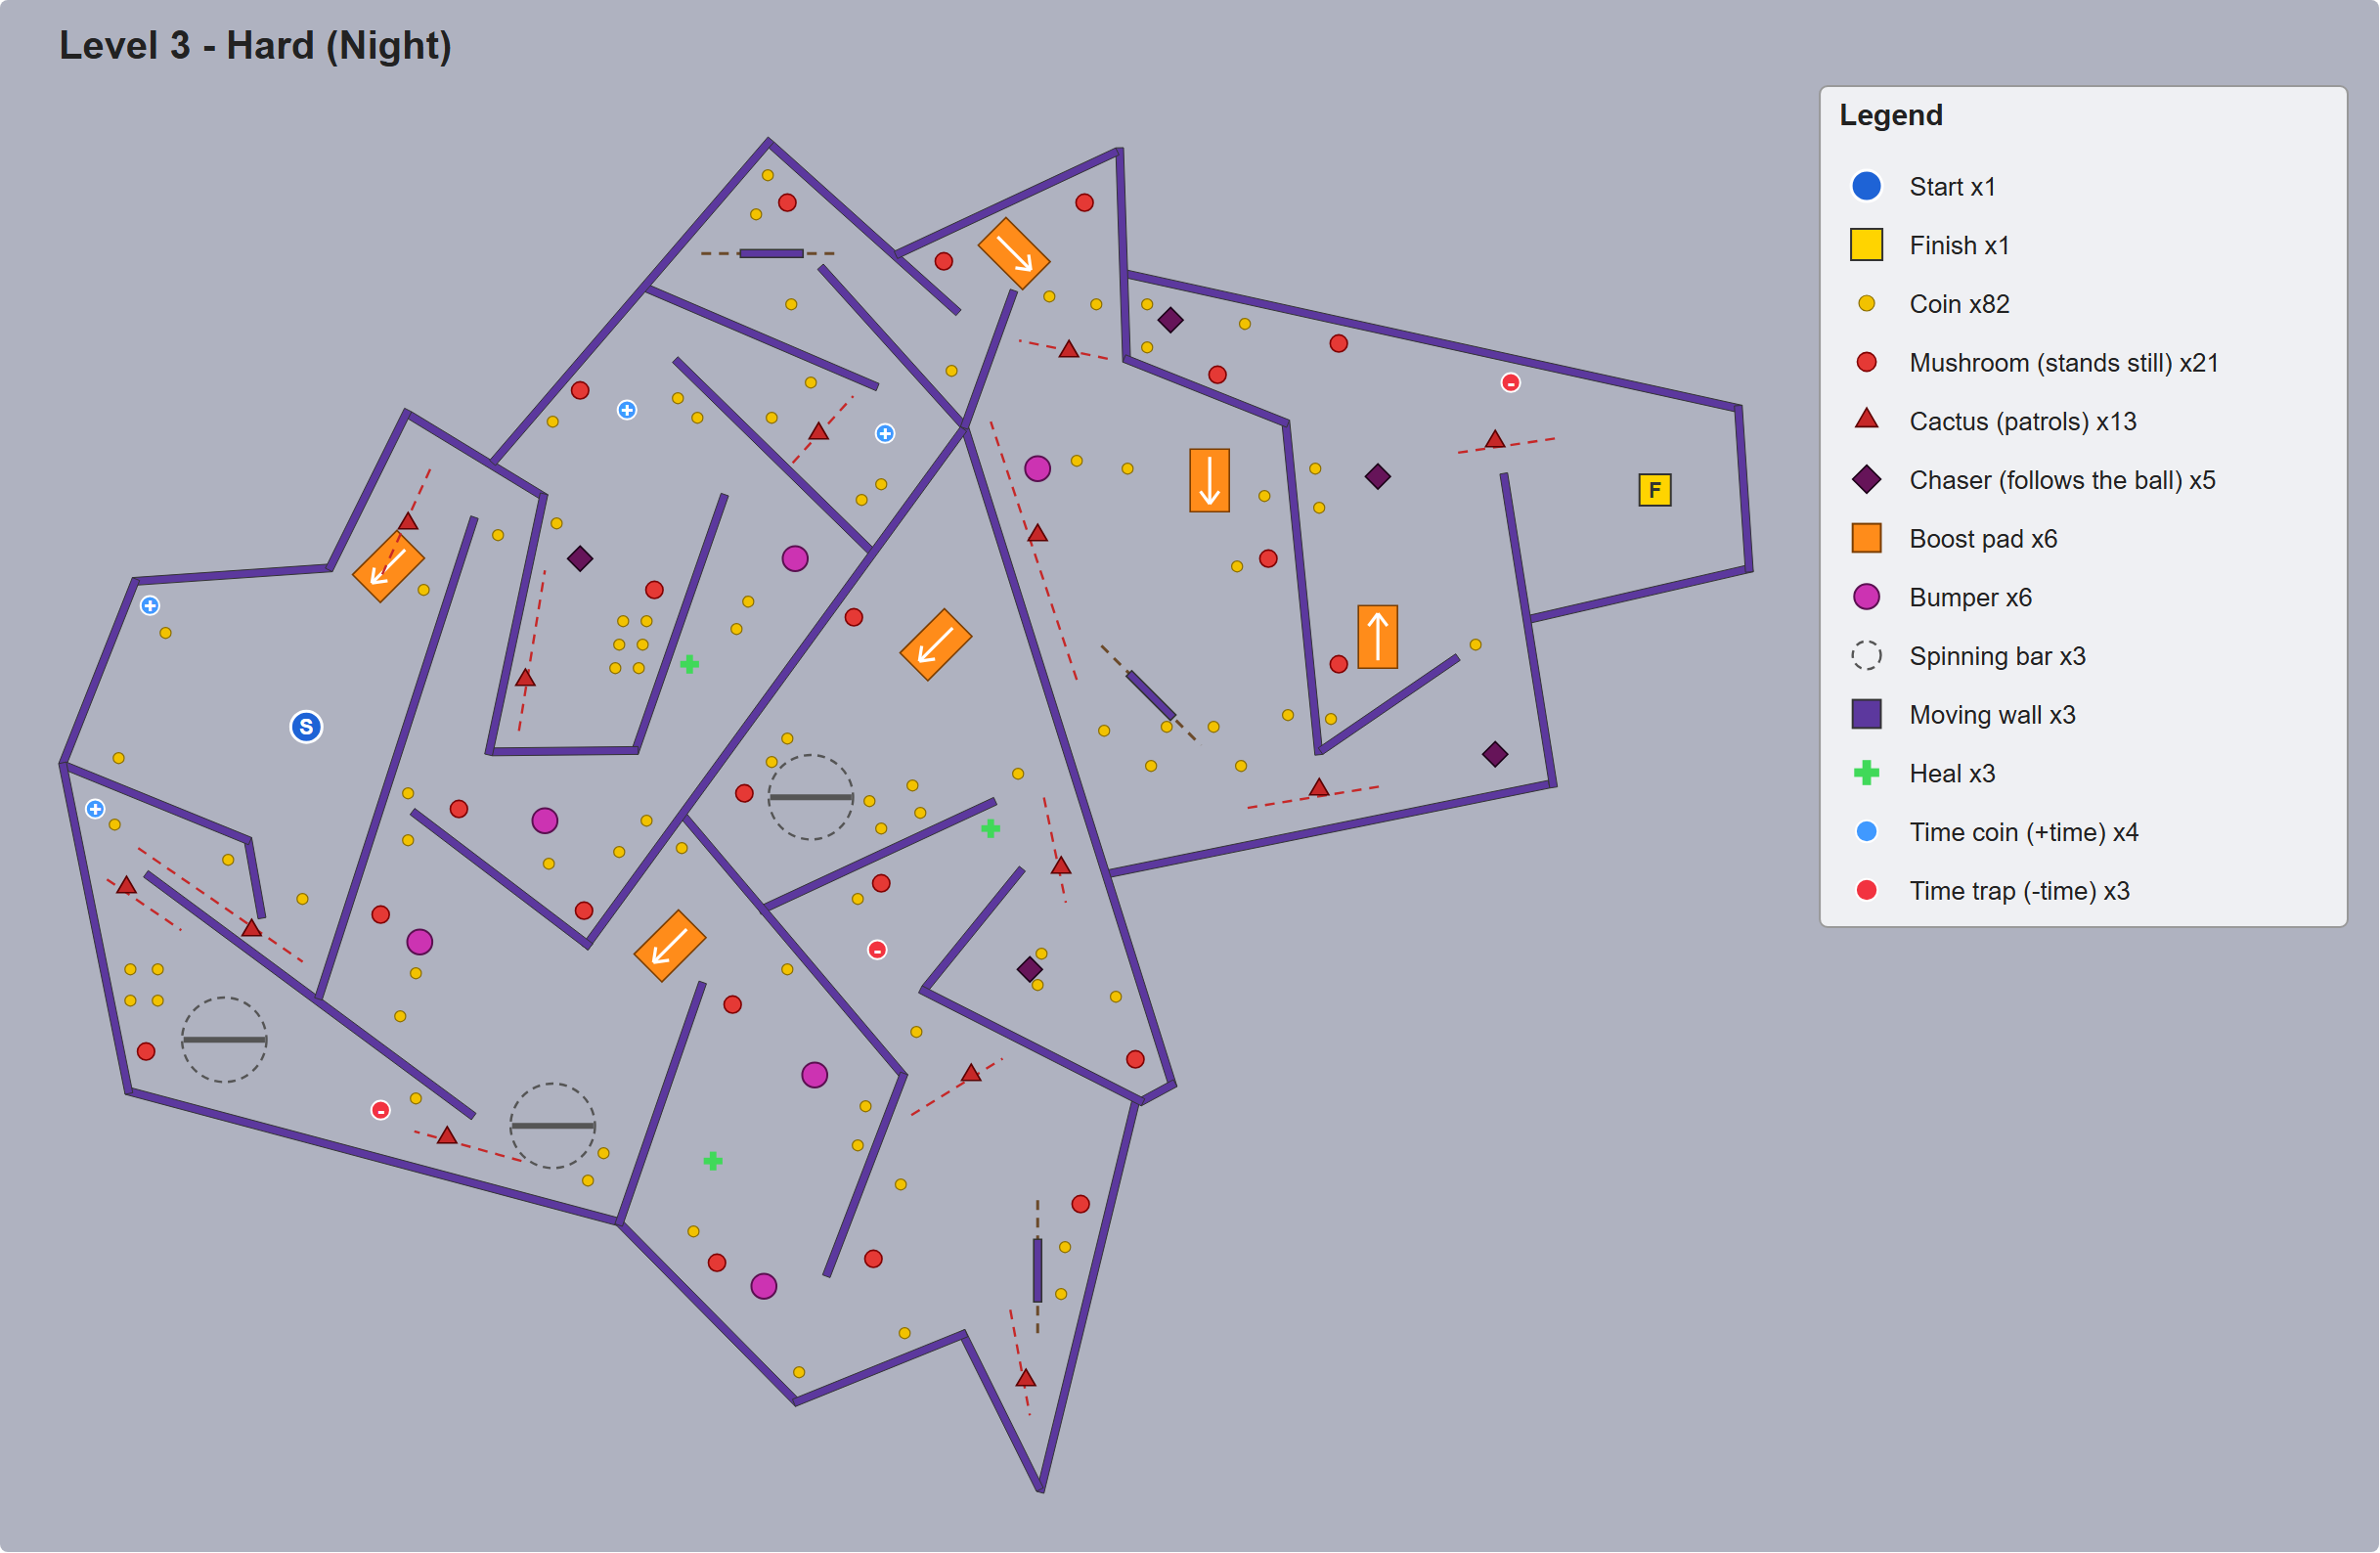 Level 3 - Hard (Night)
Legend
Start x1
Finish x1
Coin x82
Mushroom (stands still) x21
Cactus (patrols) x13
Chaser (follows the ball) x5
Boost pad x6
Bumper x6
Spinning bar x3
Moving wall x3
Heal x3
Time coin (+time) x4
Time trap (-time) x3
F
S